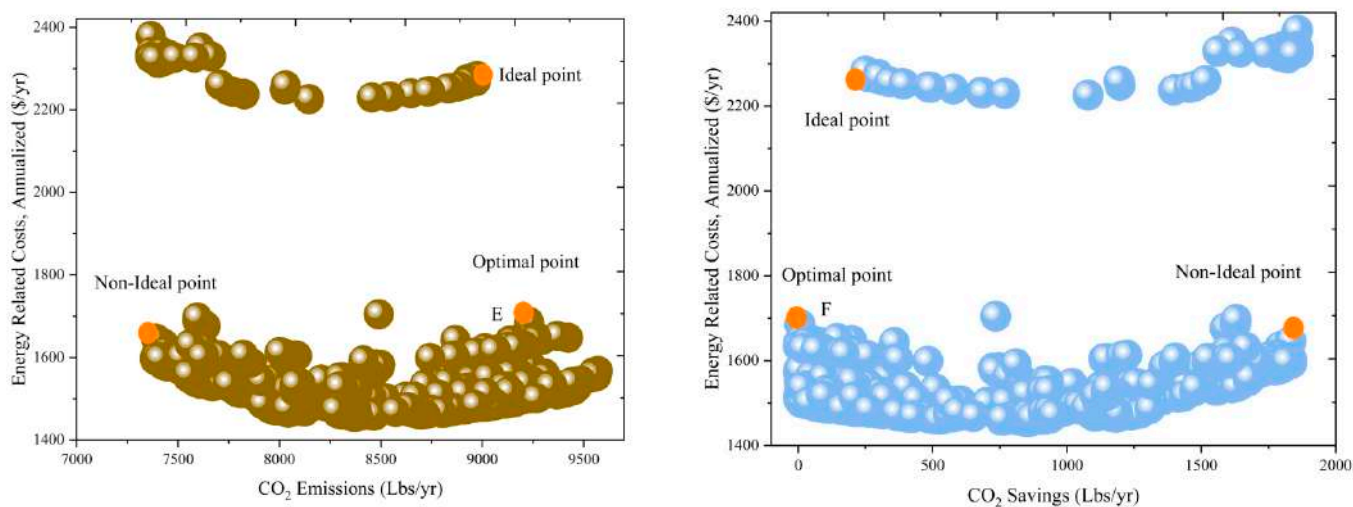 2400
2200
2000
1800
1600
1400
Energy Related Costs, Annualized ($/yr)
Ideal point
Optimal point
Non-Ideal point
E
7000 7500 8000 8500 9000 9500
CO2 Emissions (Lbs/yr)
2400
2200
2000
1800
1600
1400
Energy Related Costs, Annualized ($/yr)
Ideal point
Optimal point
Non-Ideal point
F
0 500 1000 1500 2000
CO2 Savings (Lbs/yr)